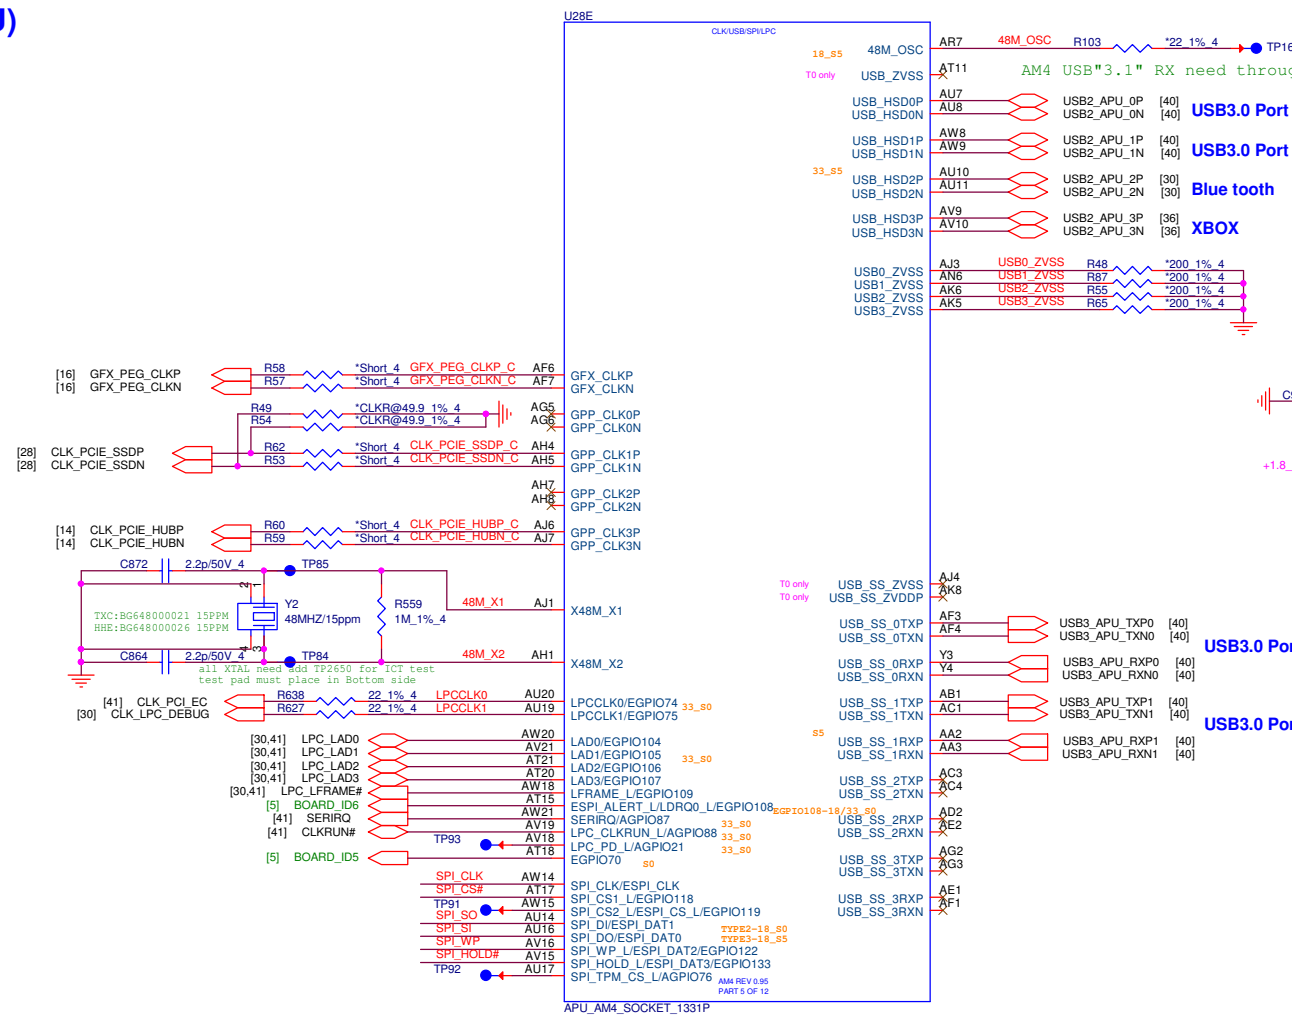 U28E
CLK/USB/SPI/LPC
18_S5
48M_OSC
AR7
48M_OSC
R103
*22_1%_4
TP16
T0 only
USB_ZVSS
AT11
AM4 USB"3.1" RX need throug
USB_HSD0P
AU7
USB2_APU_0P [40]
USB_HSD0N
AU8
USB2_APU_0N [40]
USB3.0 Port
USB_HSD1P
AW8
USB2_APU_1P [40]
USB_HSD1N
AW9
USB2_APU_1N [40]
USB3.0 Port
33_S5
USB_HSD2P
AU10
USB2_APU_2P [30]
USB_HSD2N
AU11
USB2_APU_2N [30]
Blue tooth
USB_HSD3P
AV9
USB2_APU_3P [36]
USB_HSD3N
AV10
USB2_APU_3N [36]
XBOX
USB0_ZVSS
AJ3
USB0_ZVSS
R48
*200_1%_4
USB1_ZVSS
AN6
USB1_ZVSS
R87
*200_1%_4
USB2_ZVSS
AK6
USB2_ZVSS
R55
*200_1%_4
USB3_ZVSS
AK5
USB3_ZVSS
R65
*200_1%_4
[16] GFX_PEG_CLKP
R58
*Short_4
GFX_PEG_CLKP_C
AF6
GFX_CLKP
[16] GFX_PEG_CLKN
R57
*Short_4
GFX_PEG_CLKN_C
AF7
GFX_CLKN
R49
*CLKR@49.9_1%_4
AG5
GPP_CLK0P
R54
*CLKR@49.9_1%_4
AG6
GPP_CLK0N
[28] CLK_PCIE_SSDP
R62
*Short_4
CLK_PCIE_SSDP_C
AH4
GPP_CLK1P
[28] CLK_PCIE_SSDN
R53
*Short_4
CLK_PCIE_SSDN_C
AH5
GPP_CLK1N
+1.8_
AH7
GPP_CLK2P
AH8
GPP_CLK2N
[14] CLK_PCIE_HUBP
R60
*Short_4
CLK_PCIE_HUBP_C
AJ6
GPP_CLK3P
[14] CLK_PCIE_HUBN
R59
*Short_4
CLK_PCIE_HUBN_C
AJ7
GPP_CLK3N
C872
2.2p/50V_4
TP85
2
1
TXC:BG648000021 15PPM
HHE:BG648000026 15PPM
Y2
48MHZ/15ppm
R559
1M_1%_4
48M_X1
AJ1
X48M_X1
4
3
C864
2.2p/50V_4
TP84
48M_X2
AH1
X48M_X2
all XTAL need add TP2650 for ICT test
test pad must place in Bottom side
T0 only
USB_SS_ZVSS
AJ4
T0 only
USB_SS_ZVDDP
AK8
USB_SS_0TXP
AF3
USB3_APU_TXP0 [40]
USB_SS_0TXN
AF4
USB3_APU_TXN0 [40]
USB3.0 Por
USB_SS_0RXP
Y3
USB3_APU_RXP0 [40]
USB_SS_0RXN
Y4
USB3_APU_RXN0 [40]
USB_SS_1TXP
AB1
USB3_APU_TXP1 [40]
USB_SS_1TXN
AC1
USB3_APU_TXN1 [40]
USB3.0 Por
S5
USB_SS_1RXP
AA2
USB3_APU_RXP1 [40]
USB_SS_1RXN
AA3
USB3_APU_RXN1 [40]
USB_SS_2TXP
AC3
USB_SS_2TXN
AC4
USB_SS_2RXP
AD2
USB_SS_2RXN
AE2
USB_SS_3TXP
AG2
USB_SS_3TXN
AG3
USB_SS_3RXP
AE1
USB_SS_3RXN
AF1
[41] CLK_PCI_EC
R638
22_1%_4
LPCCLK0
AU20
LPCCLK0/EGPIO74
33_S0
[30] CLK_LPC_DEBUG
R627
22_1%_4
LPCCLK1
AU19
LPCCLK1/EGPIO75
[30,41] LPC_LAD0
AW20
LAD0/EGPIO104
[30,41] LPC_LAD1
AV21
LAD1/EGPIO105
33_S0
[30,41] LPC_LAD2
AT21
LAD2/EGPIO106
[30,41] LPC_LAD3
AT20
LAD3/EGPIO107
[30,41] LPC_LFRAME#
AW18
LFRAME_L/EGPIO109
[5] BOARD_ID6
AT15
ESPI_ALERT_L/LDRQ0_L/EGPIO108
EGPIO108-18/33_S0
[41] SERIRQ
AW21
SERIRQ/AGPIO87
33_S0
[41] CLKRUN#
AV19
LPC_CLKRUN_L/AGPIO88
33_S0
TP93
AV18
LPC_PD_L/AGPIO21
33_S0
[5] BOARD_ID5
AT18
EGPIO70
S0
SPI_CLK
AW14
SPI_CLK/ESPI_CLK
SPI_CS#
AT17
SPI_CS1_L/EGPIO118
TP91
AW15
SPI_CS2_L/ESPI_CS_L/EGPIO119
SPI_SO
AU14
SPI_DI/ESPI_DAT1
TYPE2-18_S0
SPI_SI
AU16
SPI_DO/ESPI_DAT0
TYPE3-18_S5
SPI_WP
AV16
SPI_WP_L/ESPI_DAT2/EGPIO122
SPI_HOLD#
AV15
SPI_HOLD_L/ESPI_DAT3/EGPIO133
TP92
AU17
SPI_TPM_CS_L/AGPIO76
AM4 REV 0.95
PART 5 OF 12
APU_AM4_SOCKET_1331P